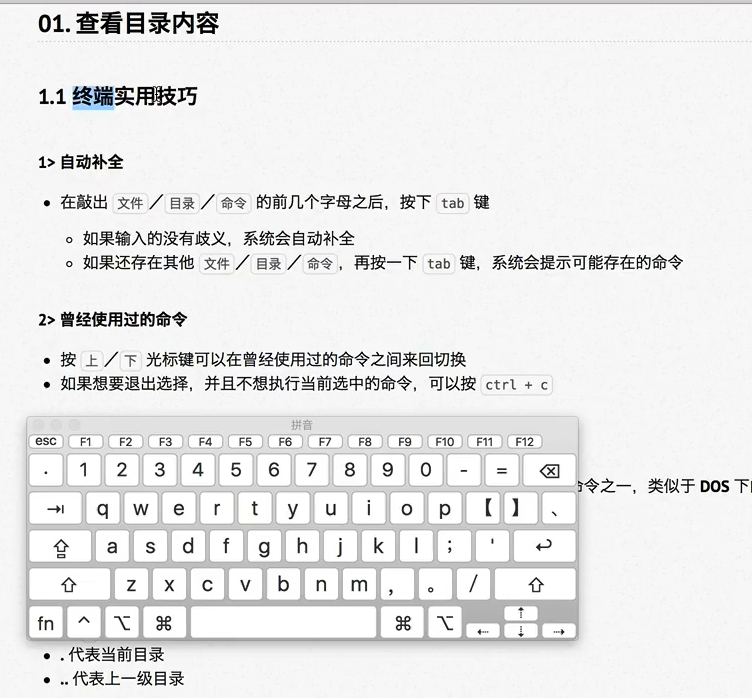 01. 查看目录内容
1.1 终端实用技巧
1> 自动补全
• 在敲出 文件／目录／命令 的前几个字母之后，按下 tab 键
如果输入的没有歧义，系统会自动补全
如果还存在其他 文件／目录／命令，再按一下 tab 键，系统会提示可能存在的命令
2> 曾经使用过的命令
• 按 上／下 光标键可以在曾经使用过的命令之间来回切换
• 如果想要退出选择，并且不想执行当前选中的命令，可以按 ctrl + c
拼音
esc F1 F2 F3 F4 F5 F6 F7 F8 F9 F10 F11 F12
· 1 2 3 4 5 6 7 8 9 0 - =
令之一，类似于 DOS 下
q w e r t y u i o p 【 】 、
a s d f g h j k l ; '
z x c v b n m , 。 /
fn ^ ⌥ ⌘ ⌘ ⌥
• . 代表当前目录
• .. 代表上一级目录